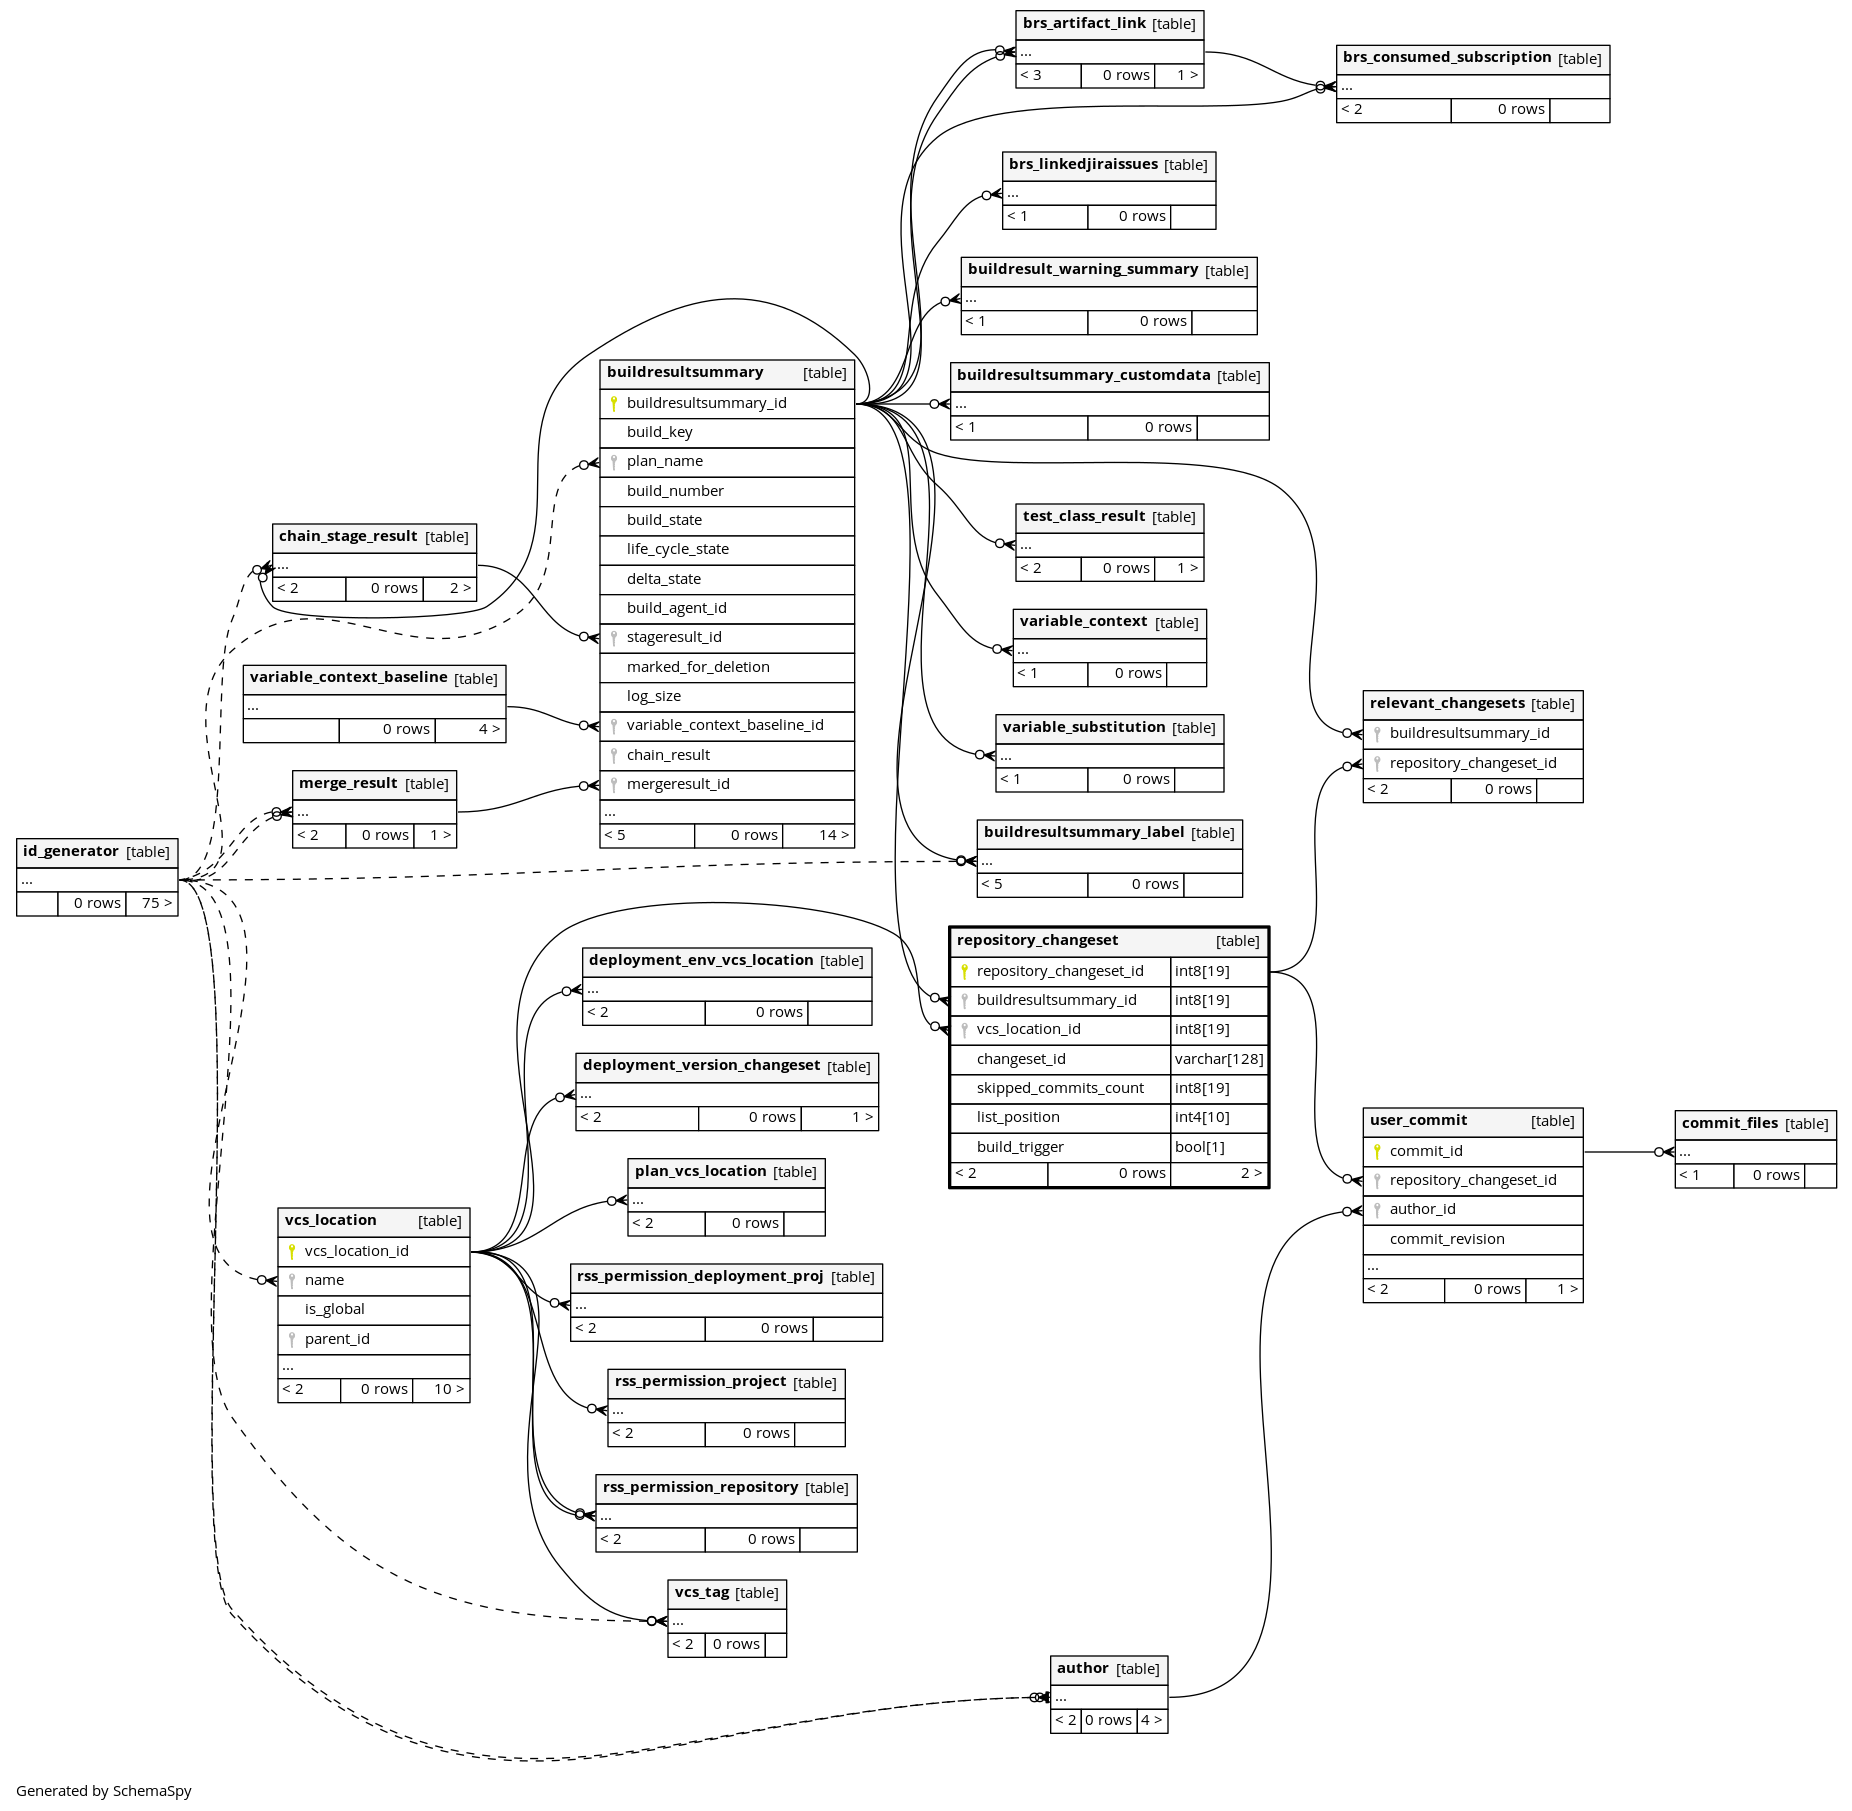 brs_artifact_link [table]
...
< 3 0 rows 1 >
brs_consumed_subscription [table]
...
< 2 0 rows
brs_linkedjiraissues [table]
...
< 1 0 rows
buildresult_warning_summary [table]
...
< 1 0 rows
buildresultsummary_customdata [table]
...
< 1 0 rows
buildresultsummary [table]
buildresultsummary_id
build_key
plan_name
build_number
build_state
life_cycle_state
delta_state
build_agent_id
stageresult_id
marked_for_deletion
log_size
variable_context_baseline_id
chain_result
mergeresult_id
...
< 5 0 rows 14 >
chain_stage_result [table]
...
< 2 0 rows 2 >
variable_context_baseline [table]
...
0 rows 4 >
merge_result [table]
...
< 2 0 rows 1 >
id_generator [table]
...
0 rows 75 >
test_class_result [table]
...
< 2 0 rows 1 >
variable_context [table]
...
< 1 0 rows
variable_substitution [table]
...
< 1 0 rows
buildresultsummary_label [table]
...
< 5 0 rows
relevant_changesets [table]
buildresultsummary_id
repository_changeset_id
< 2 0 rows
repository_changeset [table]
repository_changeset_id int8[19]
buildresultsummary_id int8[19]
vcs_location_id int8[19]
changeset_id varchar[128]
skipped_commits_count int8[19]
list_position int4[10]
build_trigger bool[1]
< 2 0 rows 2 >
deployment_env_vcs_location [table]
...
< 2 0 rows
deployment_version_changeset [table]
...
< 2 0 rows 1 >
plan_vcs_location [table]
...
< 2 0 rows
vcs_location [table]
vcs_location_id
name
is_global
parent_id
...
< 2 0 rows 10 >
rss_permission_deployment_proj [table]
...
< 2 0 rows
rss_permission_project [table]
...
< 2 0 rows
rss_permission_repository [table]
...
< 2 0 rows
vcs_tag [table]
...
< 2 0 rows
user_commit [table]
commit_id
repository_changeset_id
author_id
commit_revision
...
< 2 0 rows 1 >
commit_files [table]
...
< 1 0 rows
author [table]
...
< 2 0 rows 4 >
Generated by SchemaSpy